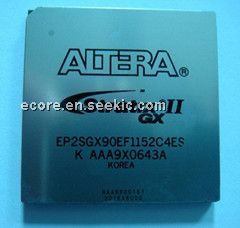 ALTERA®
Stratix II
GX
EP2SGX90EF1152C4ES
K AAA9X0643A
KOREA
ecore.en.seekic.com